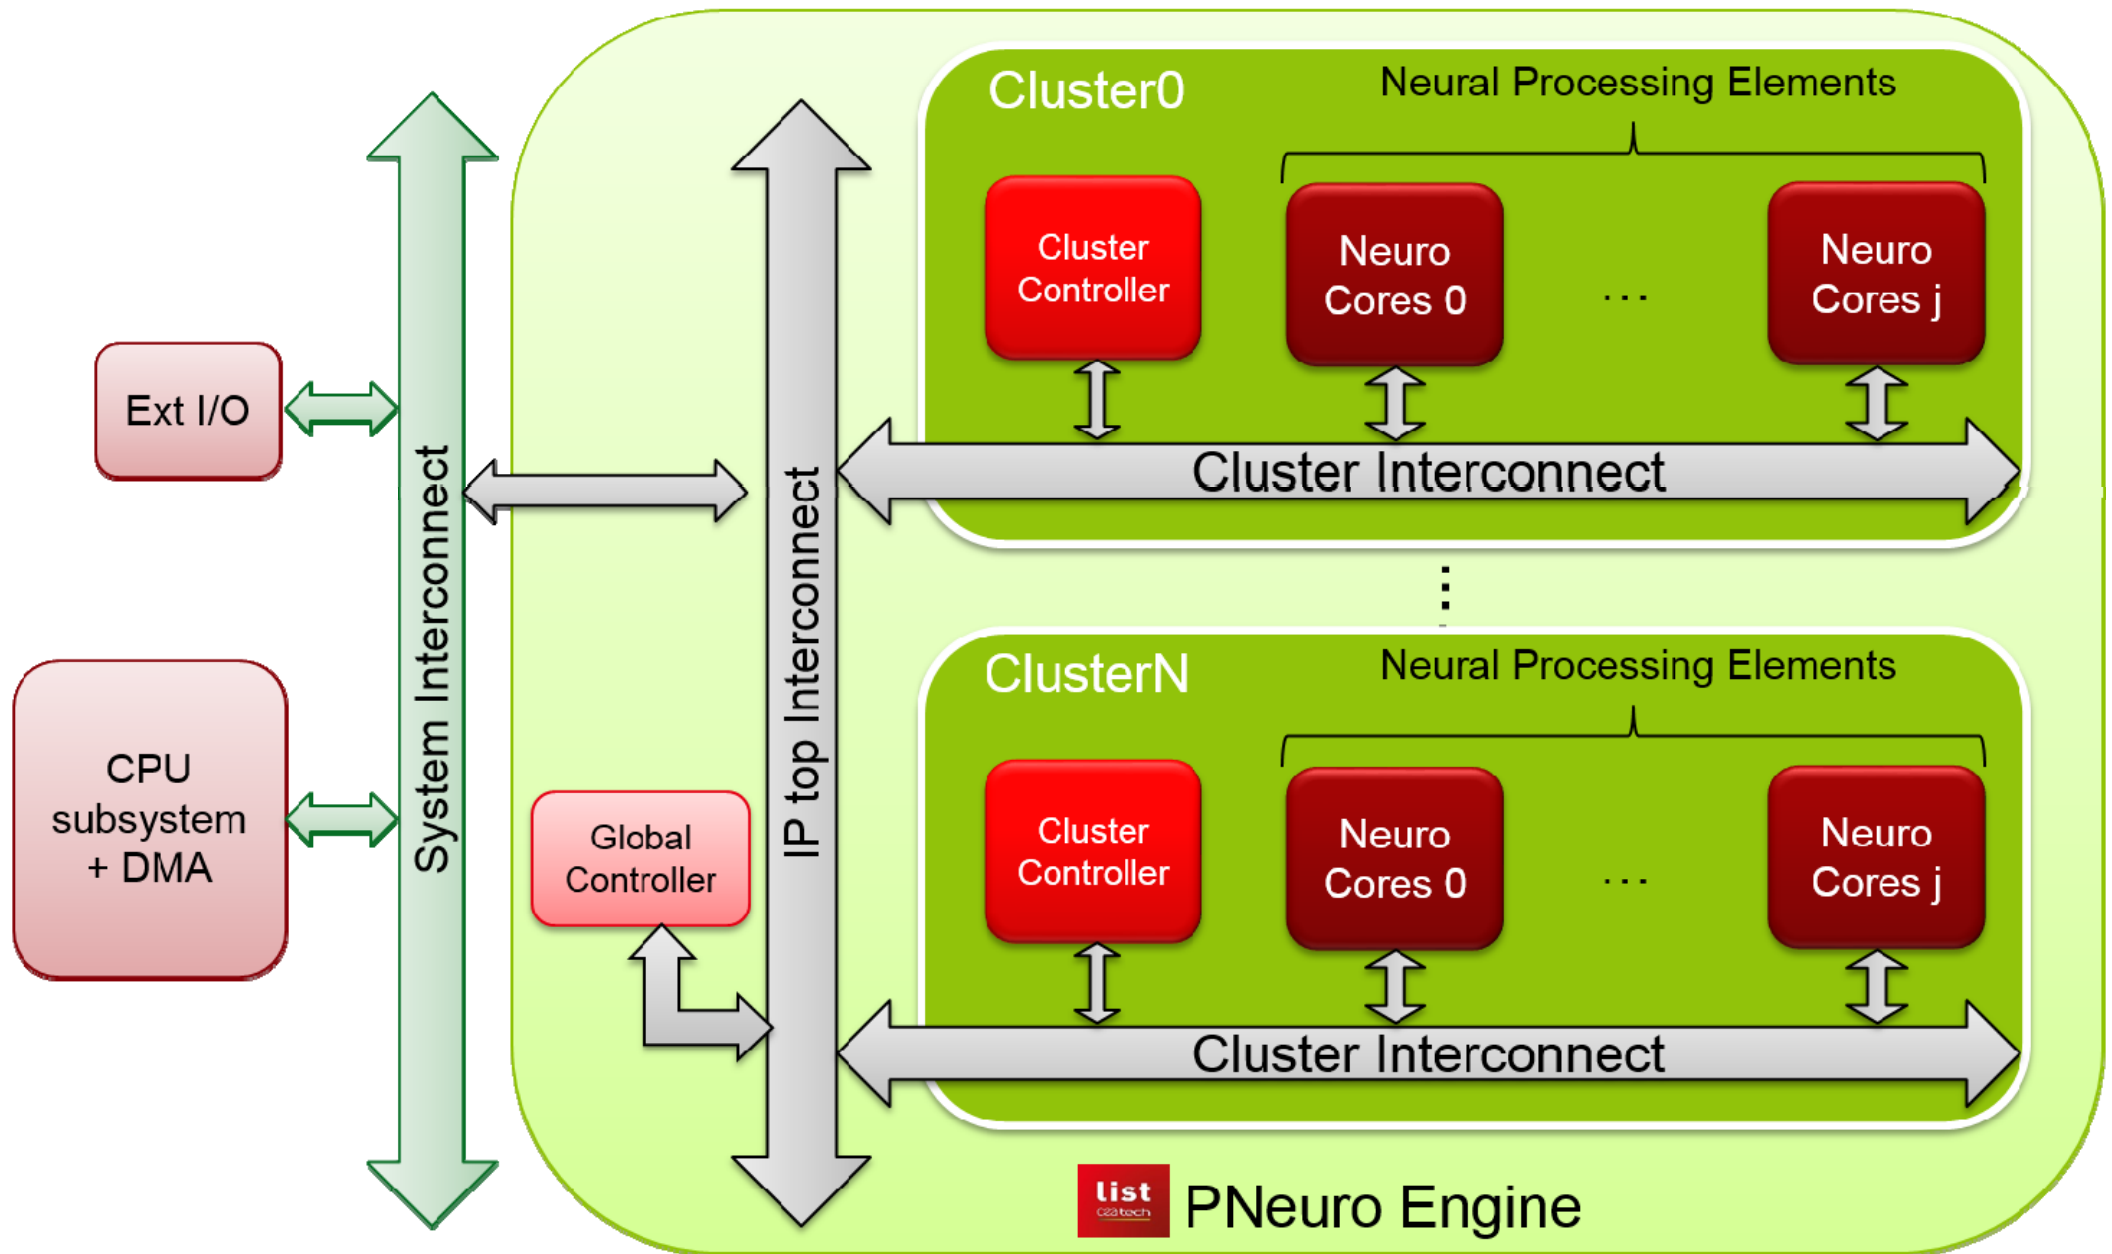 Cluster0
Neural Processing Elements
Cluster
Controller
Neuro
Cores 0
...
Neuro
Cores j
Cluster Interconnect
Ext I/O
System Interconnect
IP top Interconnect
CPU
subsystem
+ DMA
Global
Controller
ClusterN
Neural Processing Elements
Cluster
Controller
Neuro
Cores 0
...
Neuro
Cores j
Cluster Interconnect
list
cea tech
PNeuro Engine